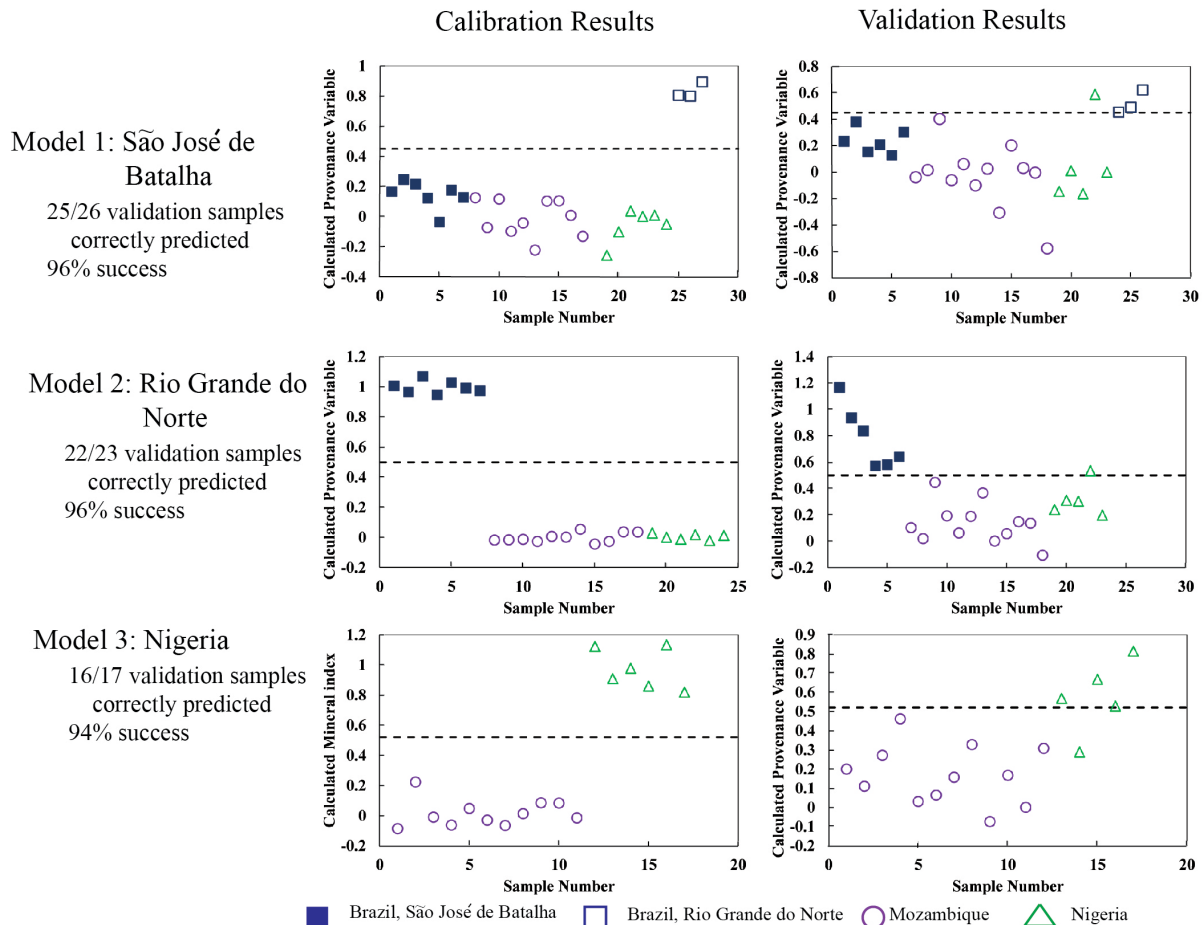 Calibration Results
Validation Results
Model 1: São José de
Batalha
25/26 validation samples
correctly predicted
96% success
Calculated Provenance Variable
1
0.8
0.6
0.4
0.2
0
-0.2
-0.4
0 5 10 15 20 25 30
Sample Number
Calculated Provenance Variable
0.8
0.6
0.4
0.2
0
-0.2
-0.4
-0.6
-0.8
0 5 10 15 20 25 30
Sample Number
Model 2: Rio Grande do
Norte
22/23 validation samples
correctly predicted
96% success
Calculated Provenance Variable
1.2
1
0.8
0.6
0.4
0.2
0
-0.2
0 5 10 15 20 25
Sample Number
Calculated Provenance Variable
1.4
1.2
1
0.8
0.6
0.4
0.2
0
-0.2
0 5 10 15 20 25 30
Sample Number
Model 3: Nigeria
16/17 validation samples
correctly predicted
94% success
Calculated Mineral index
1.2
1
0.8
0.6
0.4
0.2
0
-0.2
0 5 10 15 20
Sample Number
Calculated Provenance Variable
0.9
0.8
0.7
0.6
0.5
0.4
0.3
0.2
0.1
0
-0.1
-0.2
0 5 10 15 20
Sample Number
Brazil, São José de Batalha
Brazil, Rio Grande do Norte
Mozambique
Nigeria